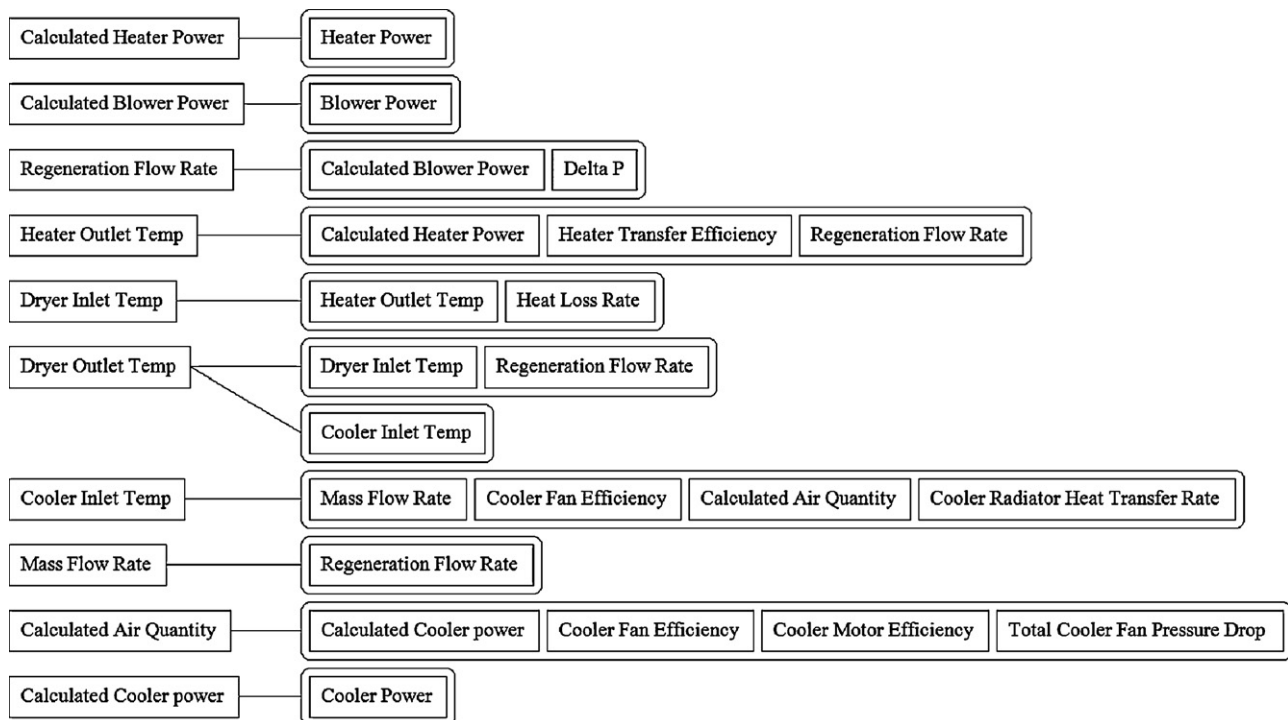 Calculated Heater Power Heater Power
Calculated Blower Power Blower Power
Regeneration Flow Rate Calculated Blower Power Delta P
Heater Outlet Temp Calculated Heater Power Heater Transfer Efficiency Regeneration Flow Rate
Dryer Inlet Temp Heater Outlet Temp Heat Loss Rate
Dryer Outlet Temp Dryer Inlet Temp Regeneration Flow Rate
Cooler Inlet Temp
Cooler Inlet Temp Mass Flow Rate Cooler Fan Efficiency Calculated Air Quantity Cooler Radiator Heat Transfer Rate
Mass Flow Rate Regeneration Flow Rate
Calculated Air Quantity Calculated Cooler power Cooler Fan Efficiency Cooler Motor Efficiency Total Cooler Fan Pressure Drop
Calculated Cooler power Cooler Power